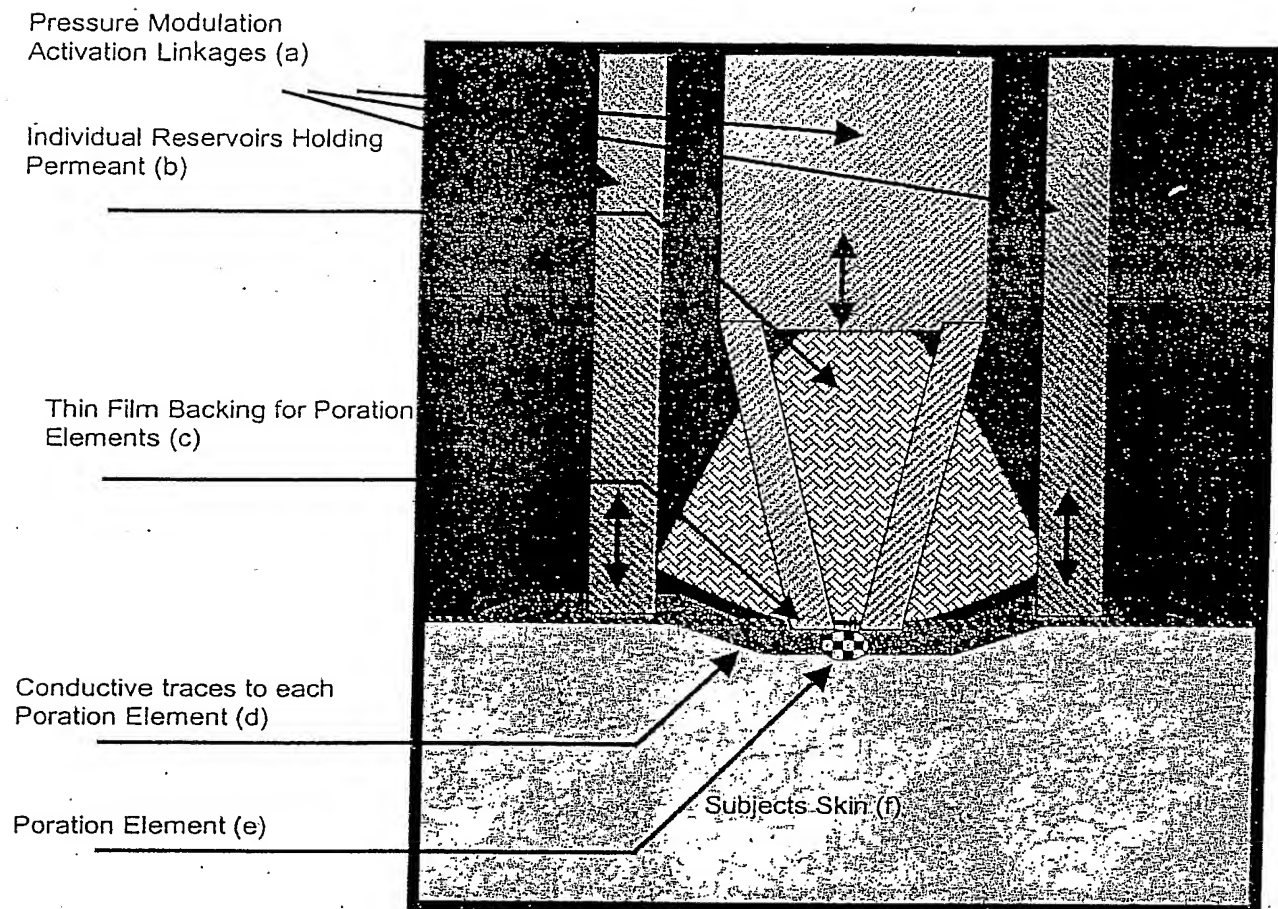 Pressure Modulation
Activation Linkages (a)
Individual Reservoirs Holding
Permeant (b)
Thin Film Backing for Poration
Elements (c)
Conductive traces to each
Poration Element (d)
Poration Element (e)
Subjects Skin (f)